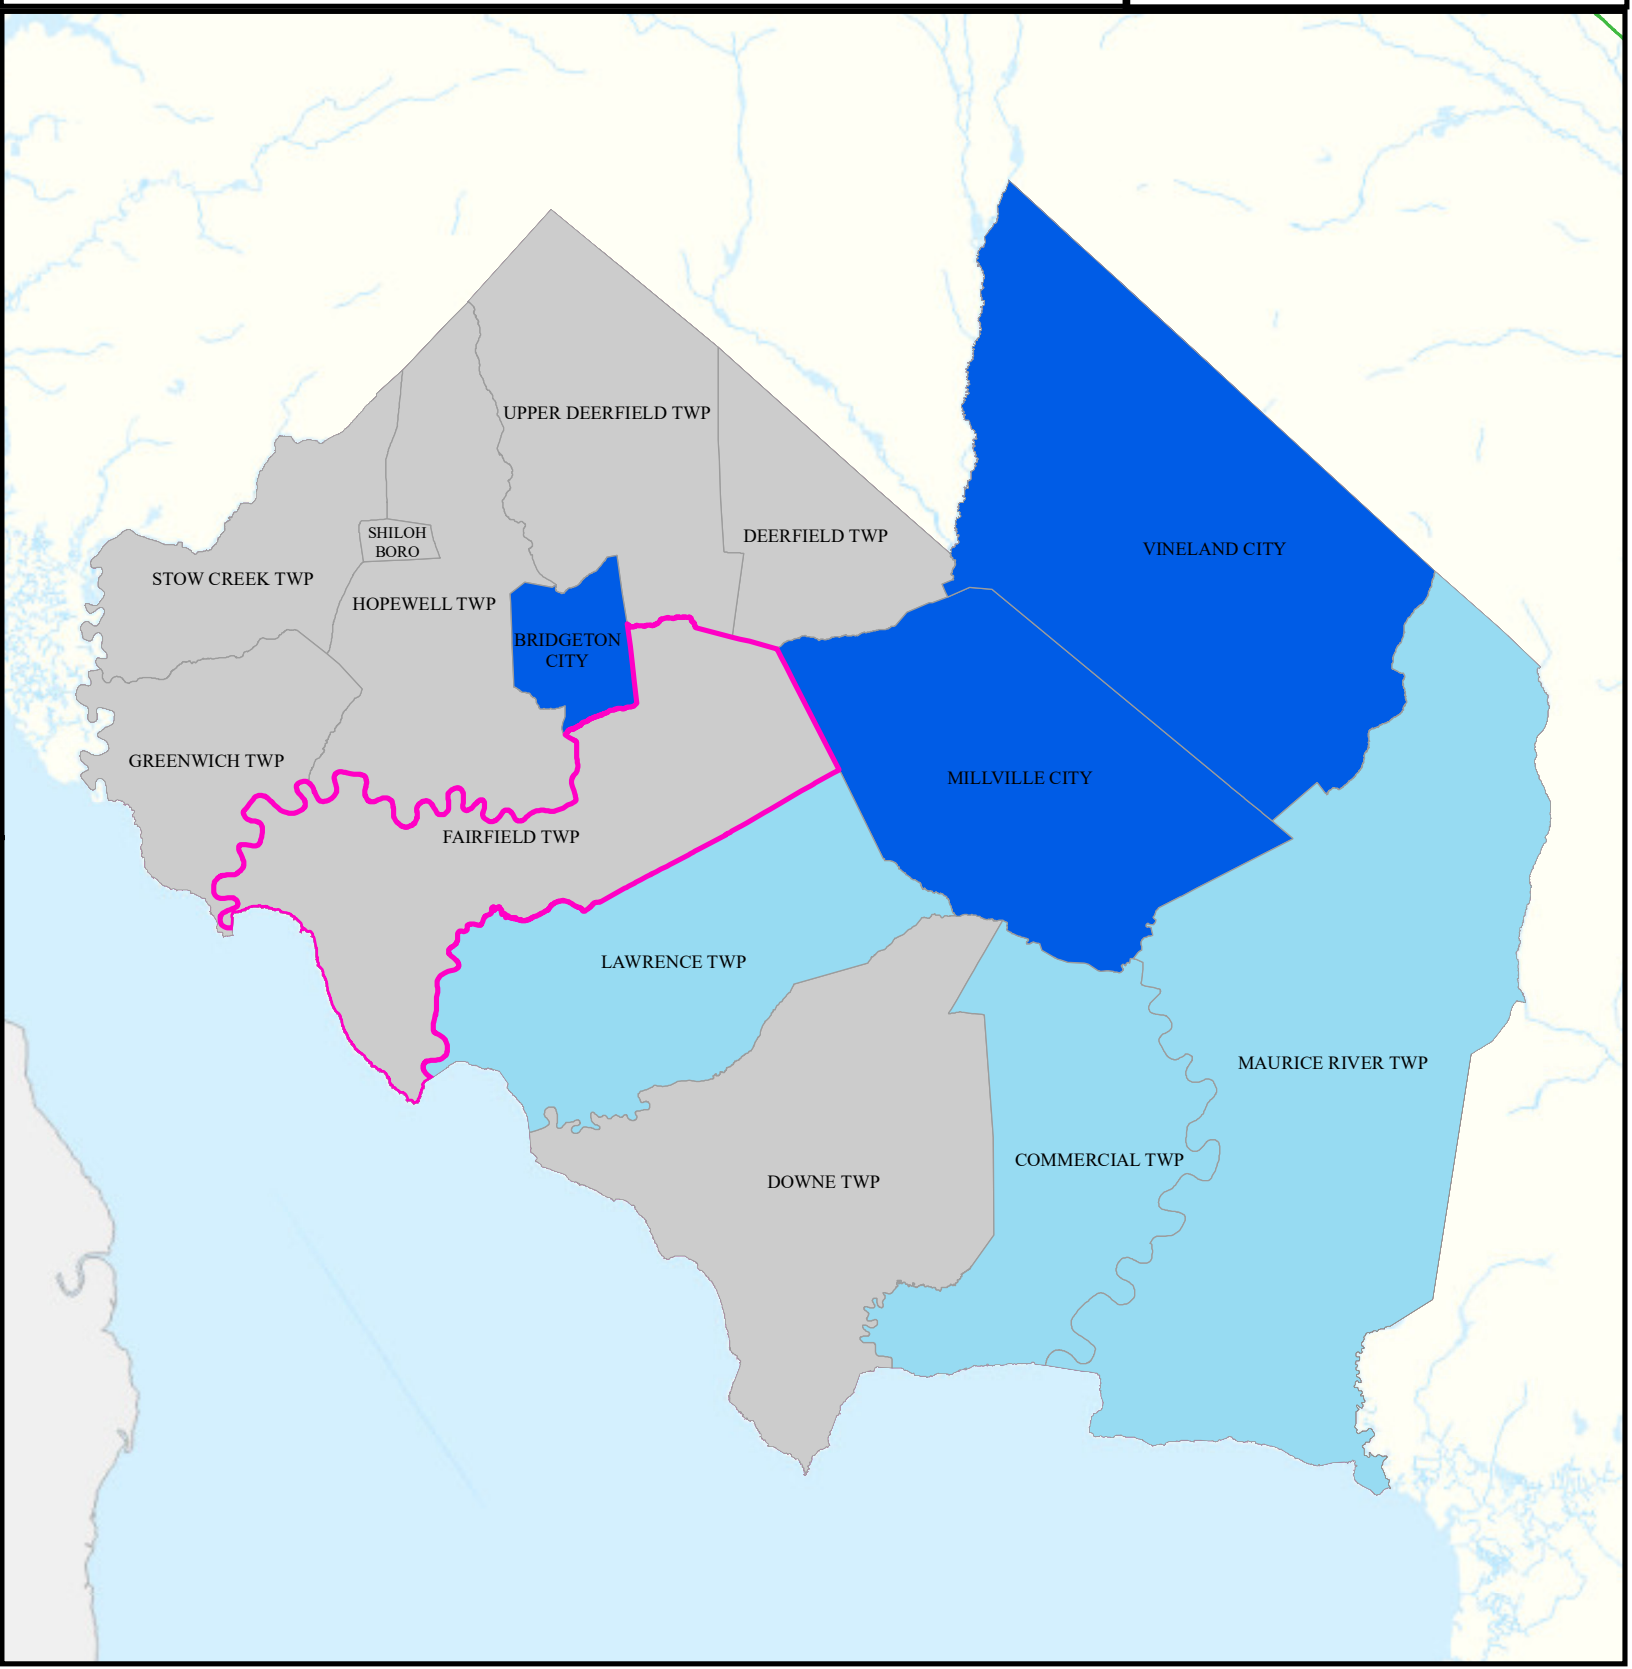 UPPER DEERFIELD TWP
SHILOH
BORO
DEERFIELD TWP
VINELAND CITY
STOW CREEK TWP
HOPEWELL TWP
BRIDGETON
CITY
GREENWICH TWP
MILLVILLE CITY
FAIRFIELD TWP
LAWRENCE TWP
MAURICE RIVER TWP
COMMERCIAL TWP
DOWNE TWP